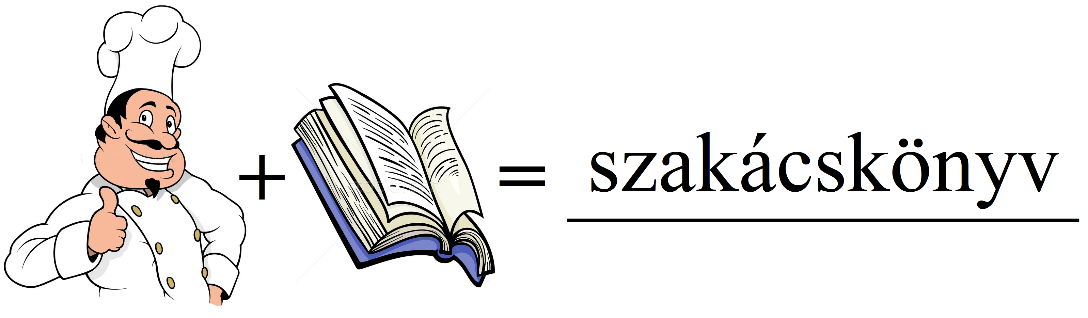 + = szakácskönyv